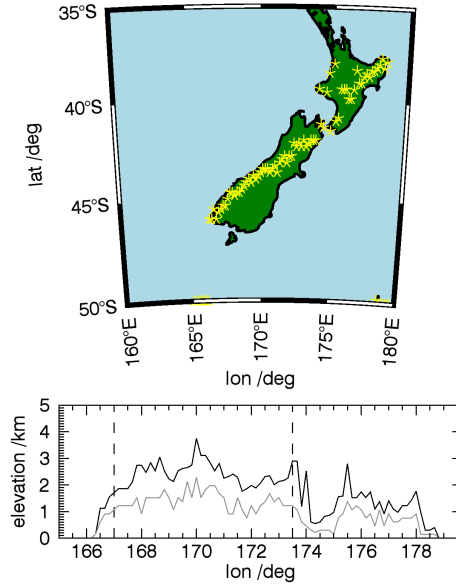 35°S
40°S
45°S
50°S
lat /deg
160°E
165°E
170°E
175°E
180°E
lon /deg
5
4
3
2
1
0
elevation /km
166 168 170 172 174 176 178
lon /deg